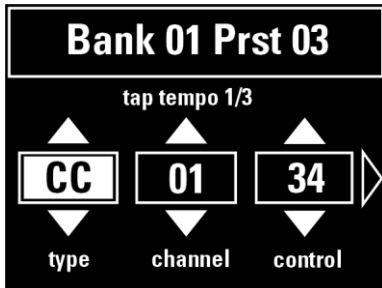 Bank 01 Prst 03
tap tempo 1/3
CC 01 34
type channel control